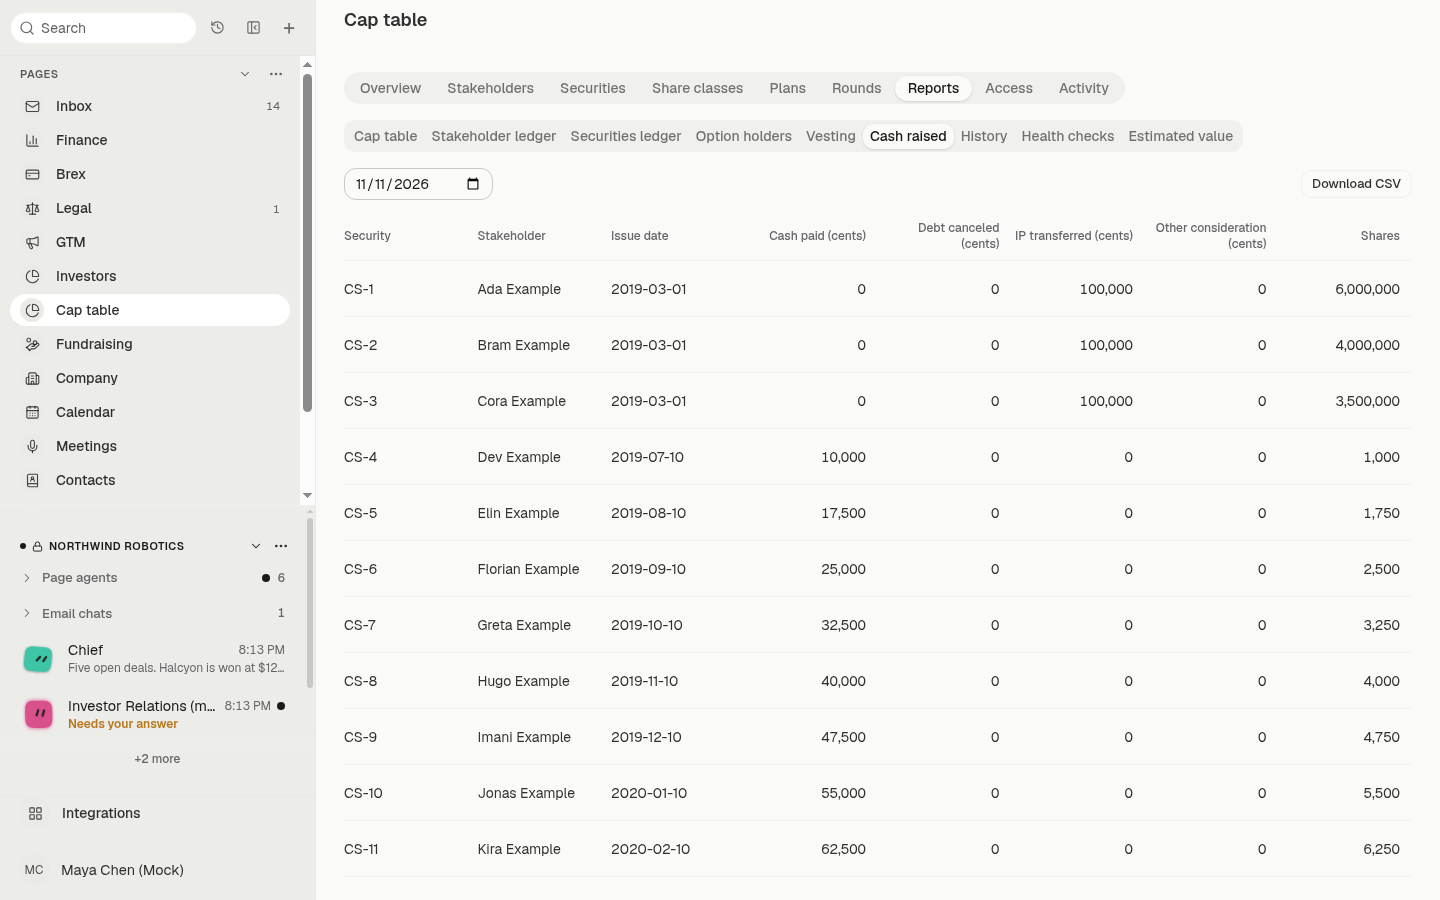 Search
PAGES
Inbox 14
Finance
Brex
Legal 1
GTM
Investors
Cap table
Fundraising
Company
Calendar
Meetings
Contacts
NORTHWIND ROBOTICS
Page agents 6
Email chats 1
Chief 8:13 PM
Five open deals. Halcyon is won at $12...
Investor Relations (m... 8:13 PM
Needs your answer
+2 more
Integrations
MC Maya Chen (Mock)
Cap table
Overview Stakeholders Securities Share classes Plans Rounds Reports Access Activity
Cap table Stakeholder ledger Securities ledger Option holders Vesting Cash raised History Health checks Estimated value
11/11/2026 Download CSV
Security Stakeholder Issue date Cash paid (cents) Debt canceled (cents) IP transferred (cents) Other consideration (cents) Shares
CS-1 Ada Example 2019-03-01 0 0 100,000 0 6,000,000
CS-2 Bram Example 2019-03-01 0 0 100,000 0 4,000,000
CS-3 Cora Example 2019-03-01 0 0 100,000 0 3,500,000
CS-4 Dev Example 2019-07-10 10,000 0 0 0 1,000
CS-5 Elin Example 2019-08-10 17,500 0 0 0 1,750
CS-6 Florian Example 2019-09-10 25,000 0 0 0 2,500
CS-7 Greta Example 2019-10-10 32,500 0 0 0 3,250
CS-8 Hugo Example 2019-11-10 40,000 0 0 0 4,000
CS-9 Imani Example 2019-12-10 47,500 0 0 0 4,750
CS-10 Jonas Example 2020-01-10 55,000 0 0 0 5,500
CS-11 Kira Example 2020-02-10 62,500 0 0 0 6,250